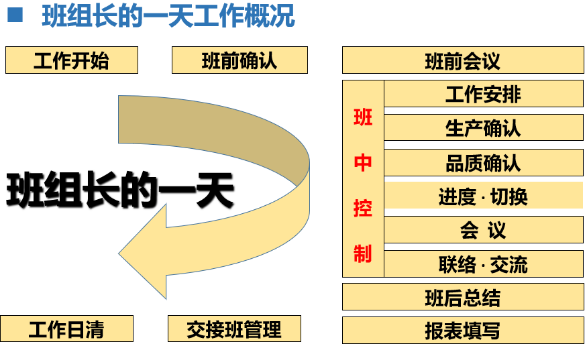 ■ 班组长的一天工作概况
工作开始
班前确认
班前会议
班中控制
工作安排
生产确认
品质确认
进度·切换
会 议
联络·交流
班组长的一天
班后总结
工作日清
交接班管理
报表填写